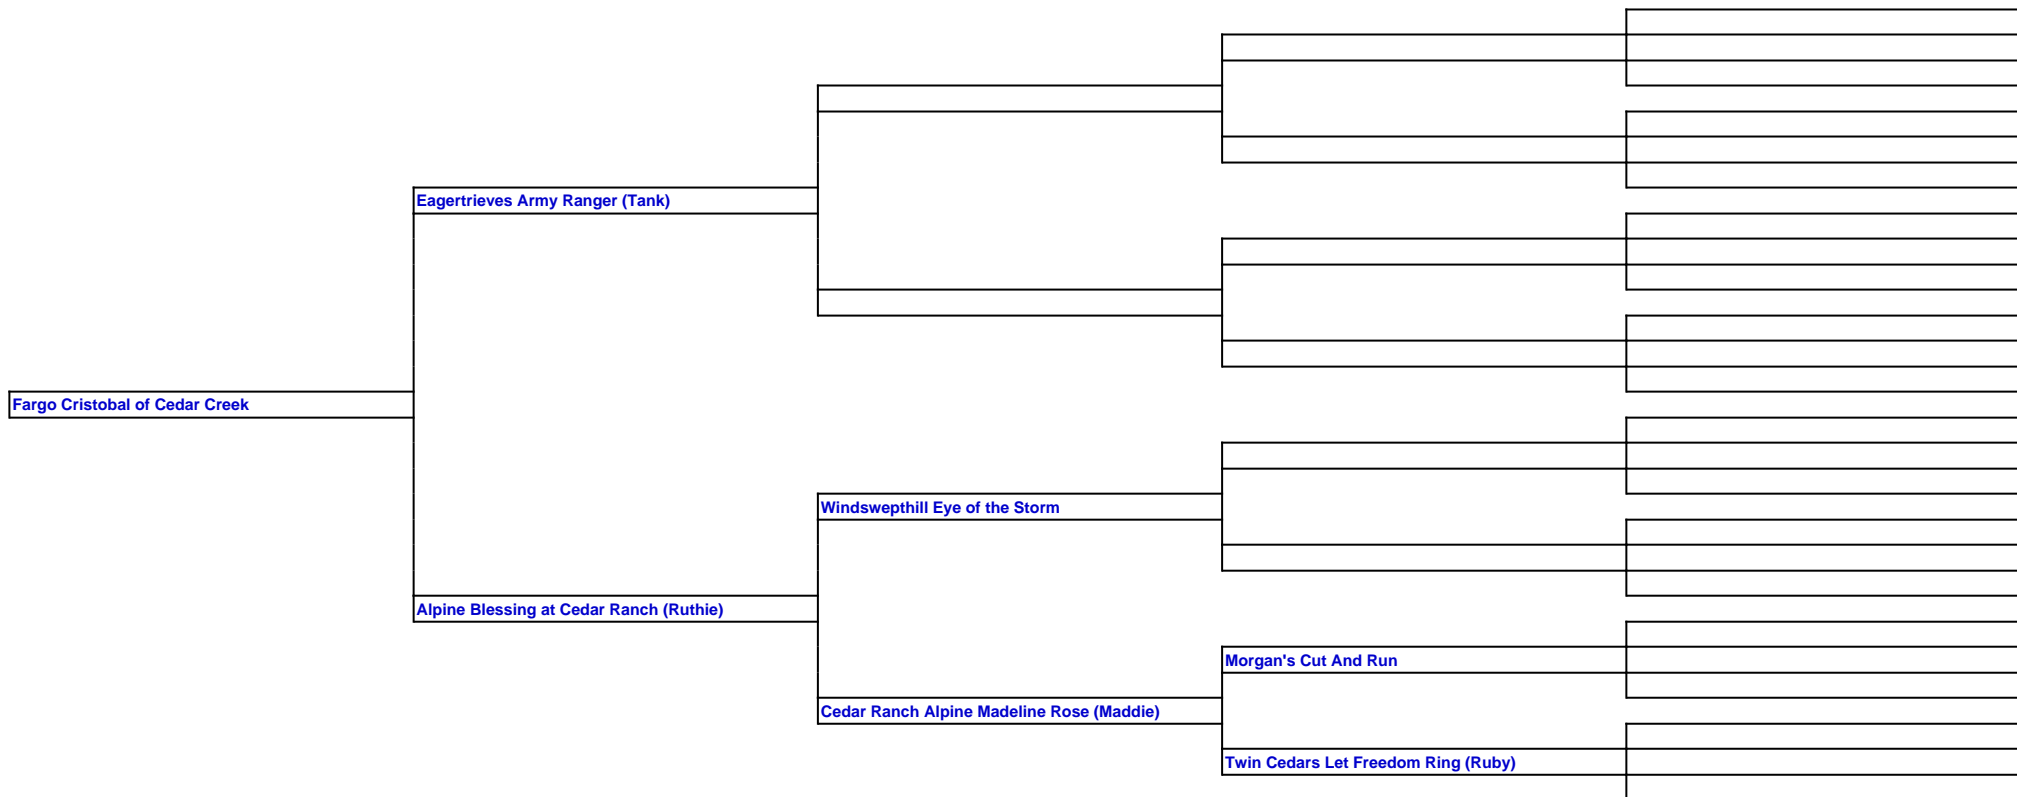 Eagertrieves Army Ranger (Tank)
Fargo Cristobal of Cedar Creek
Windswepthill Eye of the Storm
Alpine Blessing at Cedar Ranch (Ruthie)
Morgan's Cut And Run
Cedar Ranch Alpine Madeline Rose (Maddie)
Twin Cedars Let Freedom Ring (Ruby)